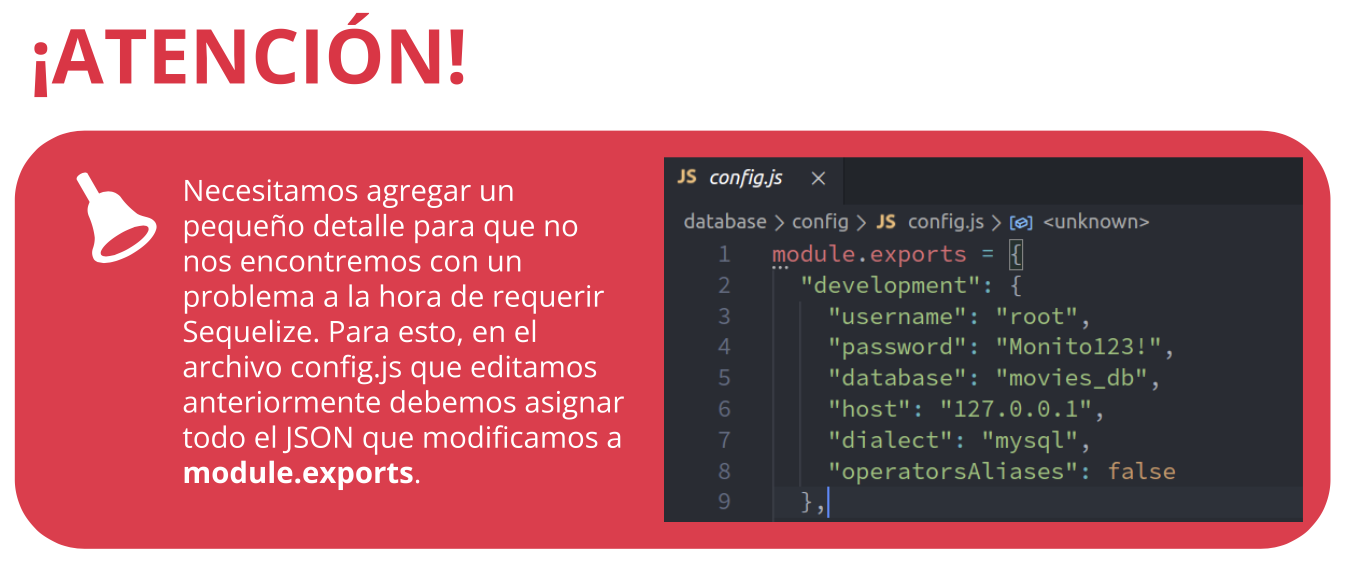 ¡ATENCIÓN!
Necesitamos agregar un
pequeño detalle para que no
nos encontremos con un
problema a la hora de requerir
Sequelize. Para esto, en el
archivo config.js que editamos
anteriormente debemos asignar
todo el JSON que modificamos a
module.exports.
JS config.js
database > config > JS config.js > <unknown>
1 module.exports = {
2 "development": {
3 "username": "root",
4 "password": "Monito123!",
5 "database": "movies_db",
6 "host": "127.0.0.1",
7 "dialect": "mysql",
8 "operatorsAliases": false
9 },